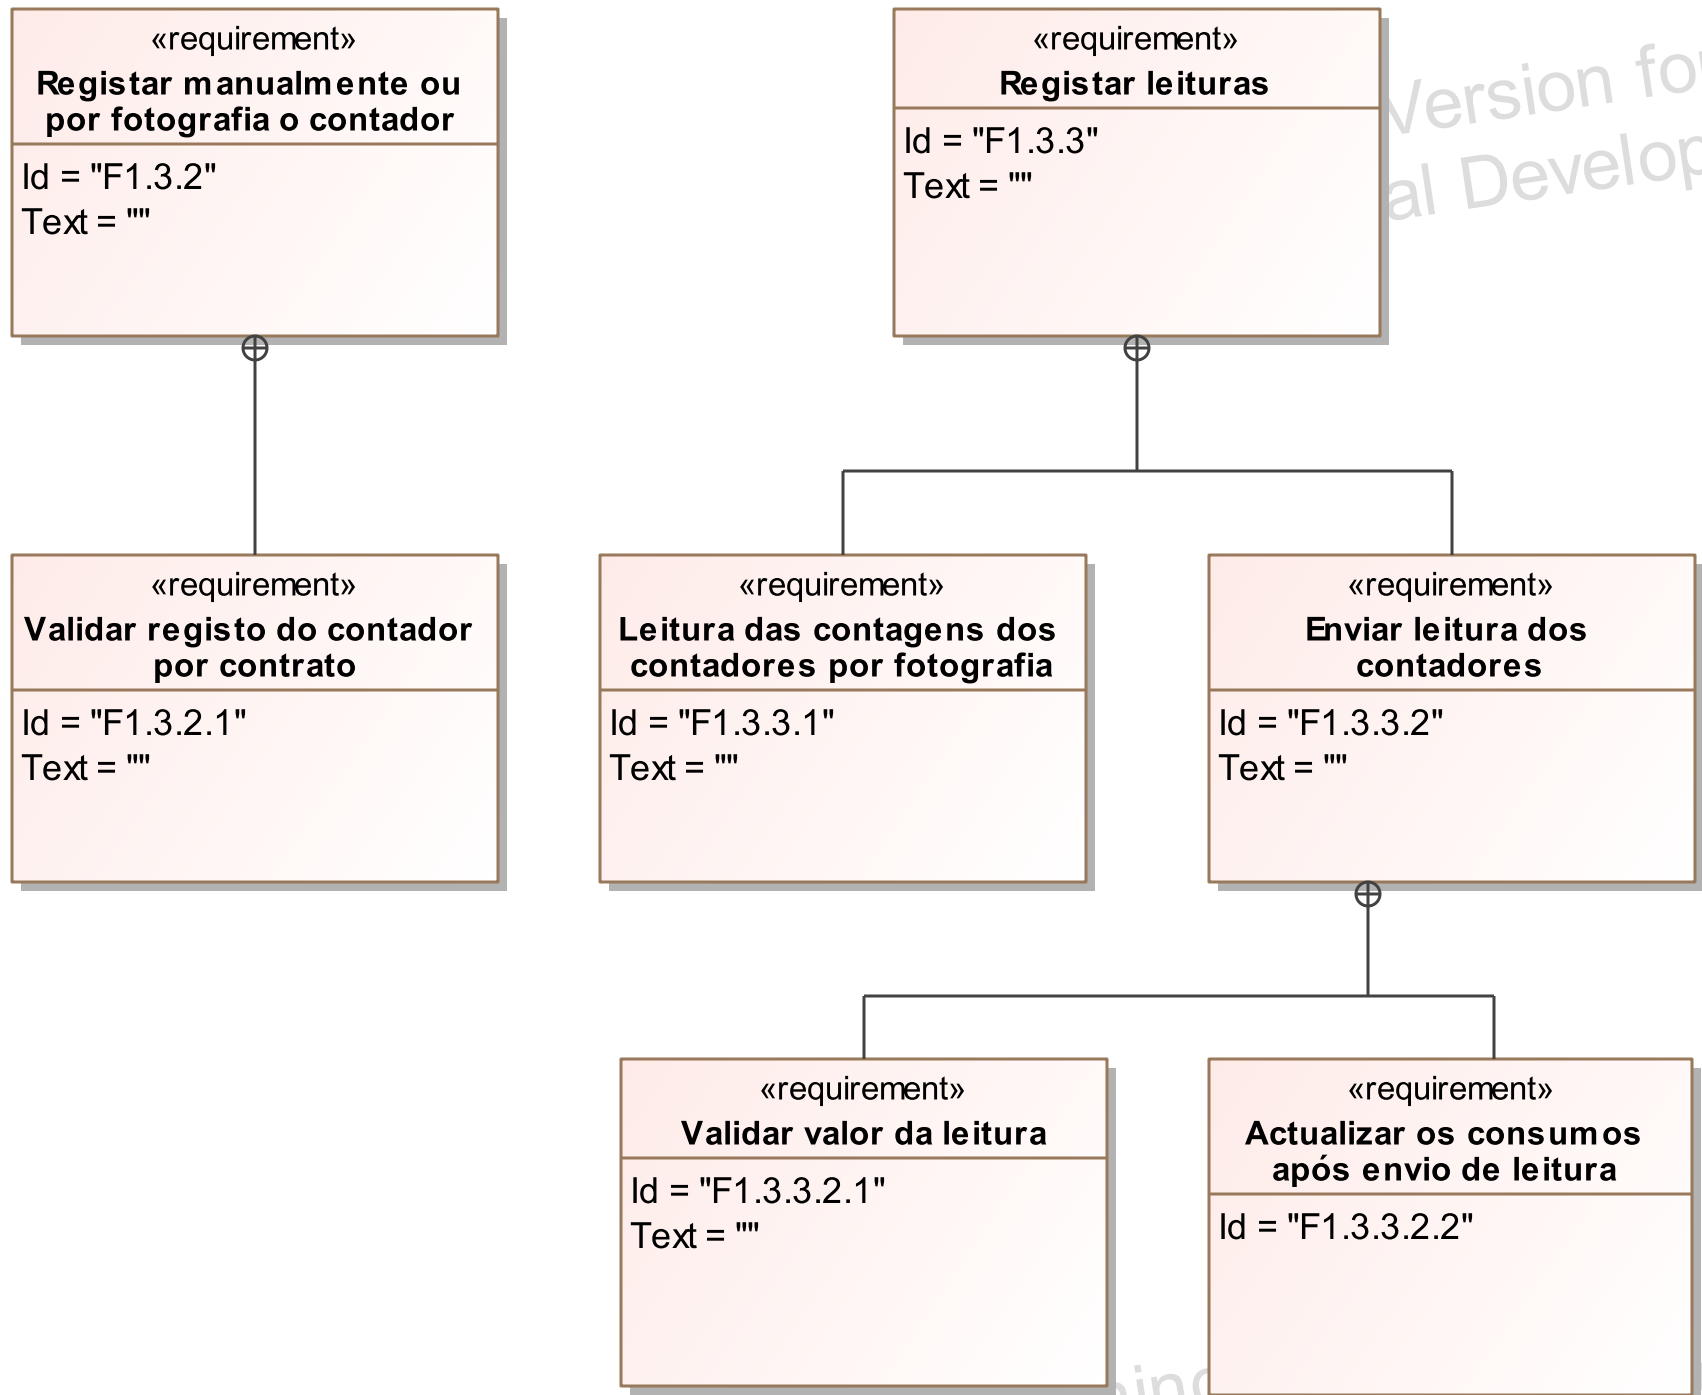 «requirement»
Registar manualmente ou
por fotografia o contador
Id = "F1.3.2"
Text = ""
«requirement»
Registar leituras
Id = "F1.3.3"
Text = ""
Version for
al Develop
«requirement»
Validar registo do contador
por contrato
Id = "F1.3.2.1"
Text = ""
«requirement»
Leitura das contagens dos
contadores por fotografia
Id = "F1.3.3.1"
Text = ""
«requirement»
Enviar leitura dos
contadores
Id = "F1.3.3.2"
Text = ""
«requirement»
Validar valor da leitura
Id = "F1.3.3.2.1"
Text = ""
«requirement»
Actualizar os consumos
após envio de leitura
Id = "F1.3.3.2.2"